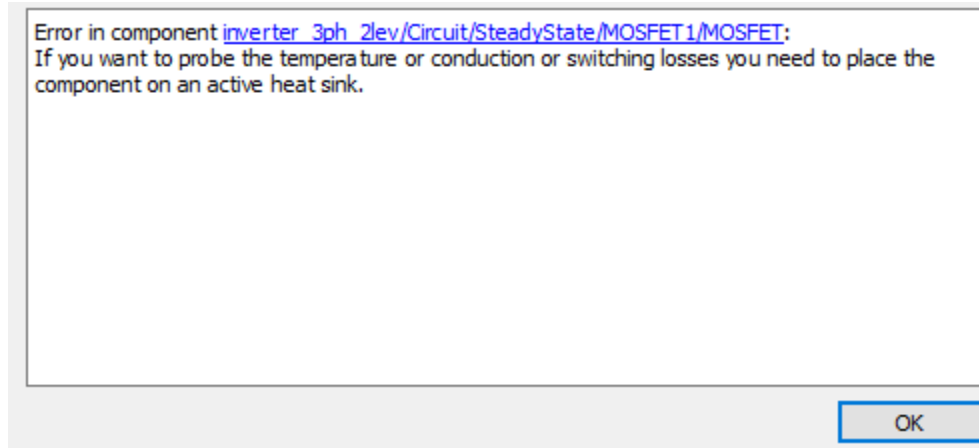 Error in component inverter_3ph_2lev/Circuit/SteadyState/MOSFET1/MOSFET:
If you want to probe the temperature or conduction or switching losses you need to place the
component on an active heat sink.
OK